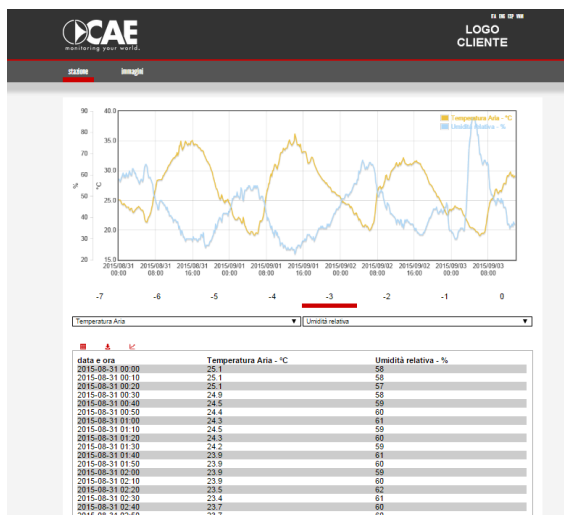 ITA ENG ESP POR
CAE
monitoring your world.
LOGO
CLIENTE
stazione immagini
90 40.0
80
35.0
70
30.0
60
% °C
50 25.0
40
20.0
30
20 15.0
Temperatura Aria - °C
Umidità relativa - %
2015/08/31 2015/08/31 2015/08/31 2015/09/01 2015/09/01 2015/09/01 2015/09/02 2015/09/02 2015/09/02 2015/09/03 2015/09/03
00:00 08:00 16:00 00:00 08:00 16:00 00:00 08:00 16:00 00:00 08:00
-7 -6 -5 -4 -3 -2 -1 0
Temperatura Aria Umidità relativa
data e ora Temperatura Aria - °C Umidità relativa - %
2015-08-31 00:00 25.1 58
2015-08-31 00:10 25.1 58
2015-08-31 00:20 25.1 57
2015-08-31 00:30 24.9 58
2015-08-31 00:40 24.5 59
2015-08-31 00:50 24.4 60
2015-08-31 01:00 24.3 61
2015-08-31 01:10 24.5 59
2015-08-31 01:20 24.3 60
2015-08-31 01:30 24.2 59
2015-08-31 01:40 23.9 61
2015-08-31 01:50 23.9 60
2015-08-31 02:00 23.9 59
2015-08-31 02:10 23.9 60
2015-08-31 02:20 23.5 62
2015-08-31 02:30 23.4 61
2015-08-31 02:40 23.7 60
2015-08-31 02:50 23.7